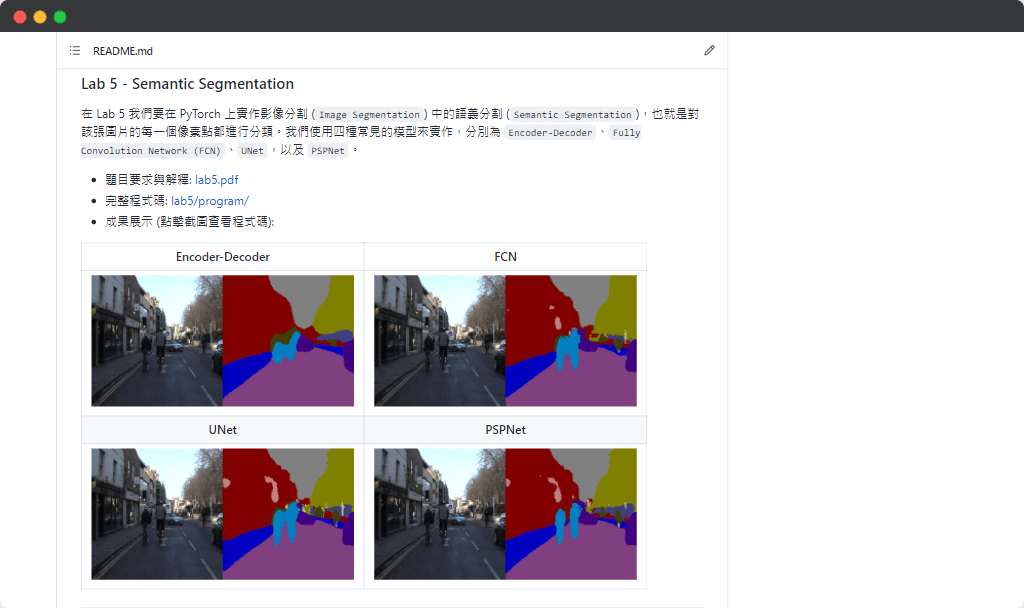 README.md
Lab 5 - Semantic Segmentation
在 Lab 5 我們要在 PyTorch 上實作影像分割 ( Image Segmentation ) 中的語義分割 ( Semantic Segmentation )，也就是對
該張圖片的每一個像素點都進行分類。我們使用四種常見的模型來實作，分別為 Encoder-Decoder 、 Fully
Convolution Network (FCN) 、 UNet ，以及 PSPNet 。
題目要求與解釋: lab5.pdf
完整程式碼: lab5/program/
成果展示 (點擊截圖查看程式碼):
Encoder-Decoder
FCN
UNet
PSPNet